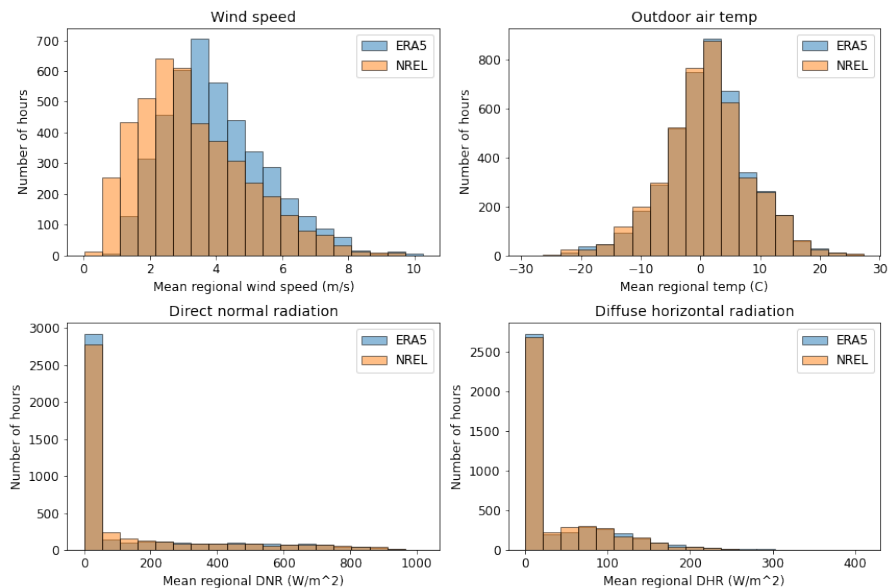 Wind speed
Number of hours
700
600
500
400
300
200
100
0
0 2 4 6 8 10
Mean regional wind speed (m/s)
ERA5
NREL
Outdoor air temp
Number of hours
800
600
400
200
0
−30 −20 −10 0 10 20 30
Mean regional temp (C)
ERA5
NREL
Direct normal radiation
Number of hours
3000
2500
2000
1500
1000
500
0
0 200 400 600 800 1000
Mean regional DNR (W/m^2)
ERA5
NREL
Diffuse horizontal radiation
Number of hours
2500
2000
1500
1000
500
0
0 100 200 300 400
Mean regional DHR (W/m^2)
ERA5
NREL